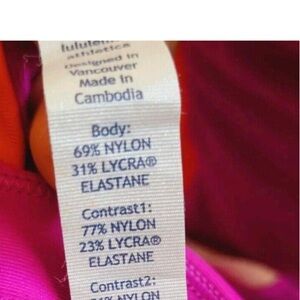 athletica
Designed in
Vancouver
Made in
Cambodia
Body:
69% NYLON
31% LYCRA®
ELASTANE
Contrast1:
77% NYLON
23% LYCRA®
ELASTANE
Contrast2:
NYLON